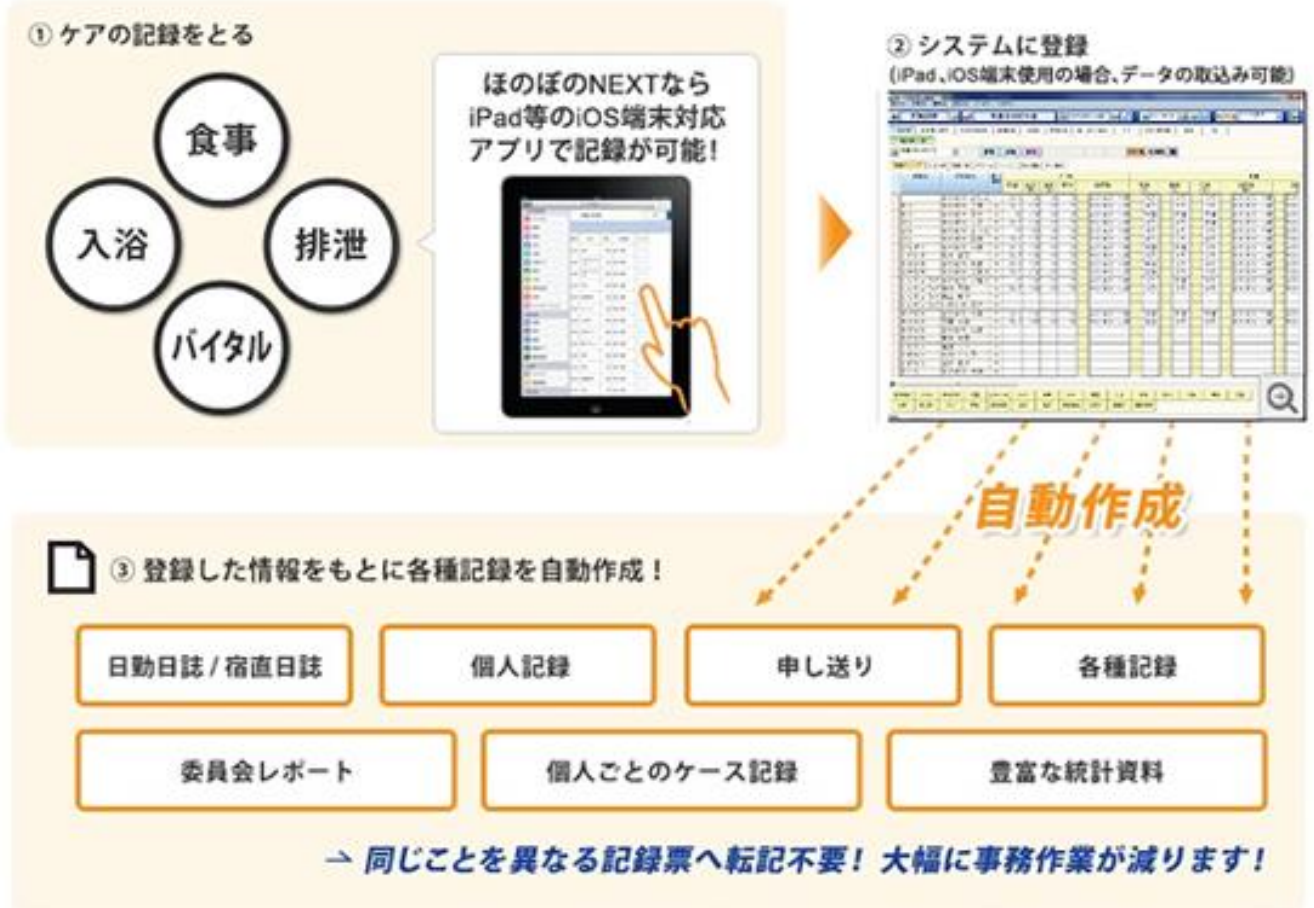 ① ケアの記録をとる
食事
入浴
排泄
バイタル
ほのぼのNEXTなら
iPad等のiOS端末対応
アプリで記録が可能!
② システムに登録
(iPad、iOS端末使用の場合、データの取込み可能)
自動作成
③ 登録した情報をもとに各種記録を自動作成!
日勤日誌 / 宿直日誌
個人記録
申し送り
各種記録
委員会レポート
個人ごとのケース記録
豊富な統計資料
→ 同じことを異なる記録票へ転記不要! 大幅に事務作業が減ります!